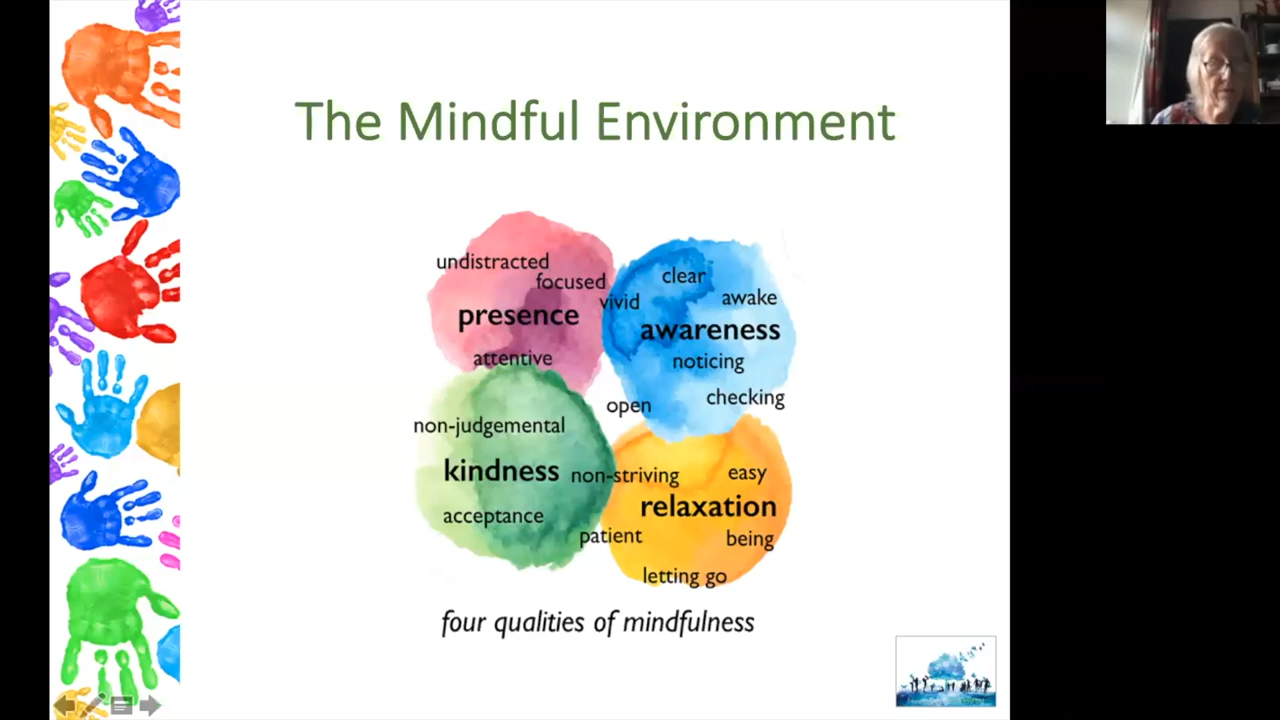 The Mindful Environment
undistracted
focused
presence
attentive
vivid
clear
awake
awareness
noticing
checking
open
non-judgemental
kindness
acceptance
non-striving
patient
easy
relaxation
being
letting go
four qualities of mindfulness